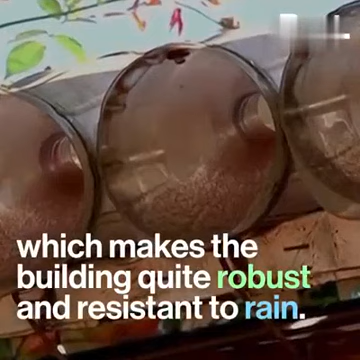 which makes the
building quite robust
and resistant to rain.